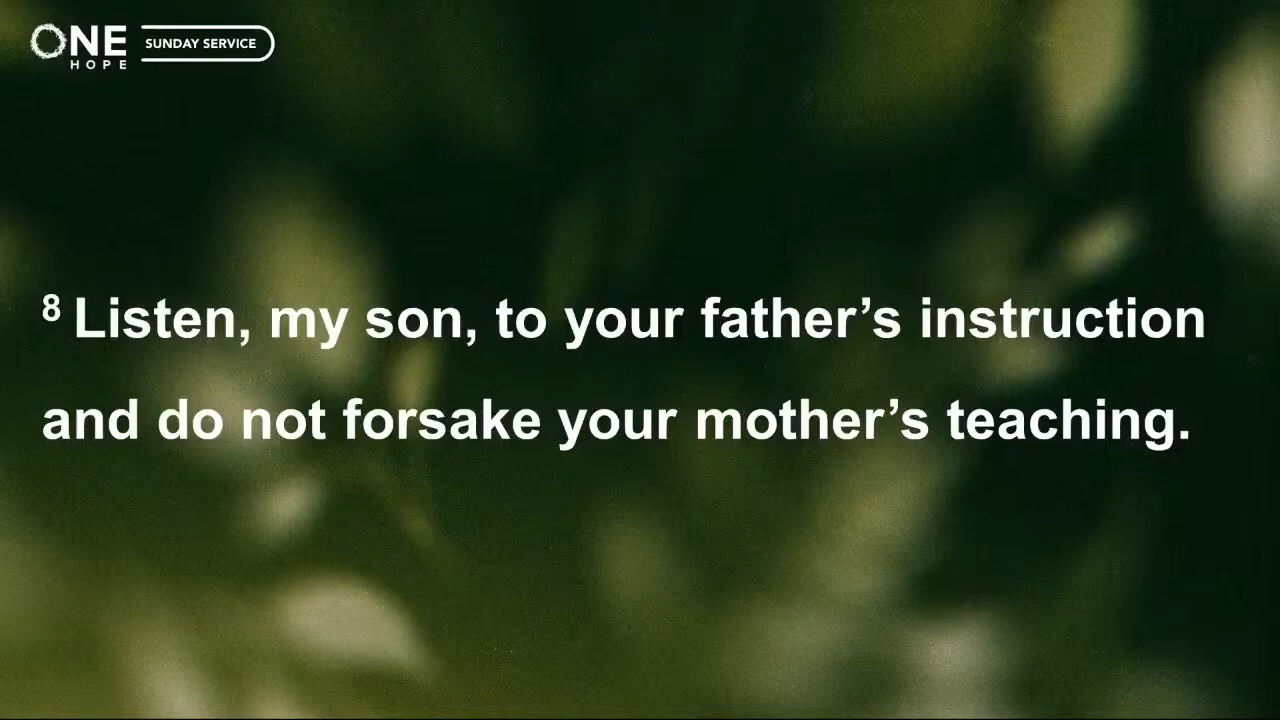 ONE
HOPE
SUNDAY SERVICE
8 Listen, my son, to your father’s instruction
and do not forsake your mother’s teaching.